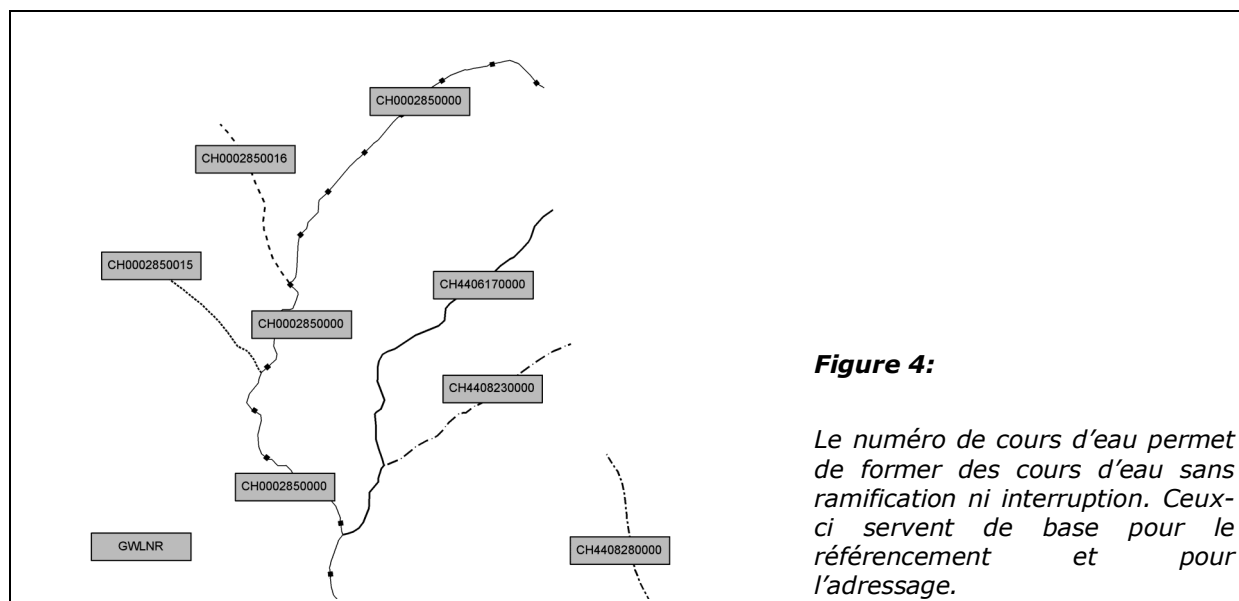 CH0002850000
CH0002850016
CH0002850015
CH4406170000
CH0002850000
CH4408230000
CH0002850000
GWLNR
CH4408280000
Figure 4:
Le numéro de cours d'eau permet
de former des cours d'eau sans
ramification ni interruption. Ceux-
ci servent de base pour le
référencement et pour
l'adressage.